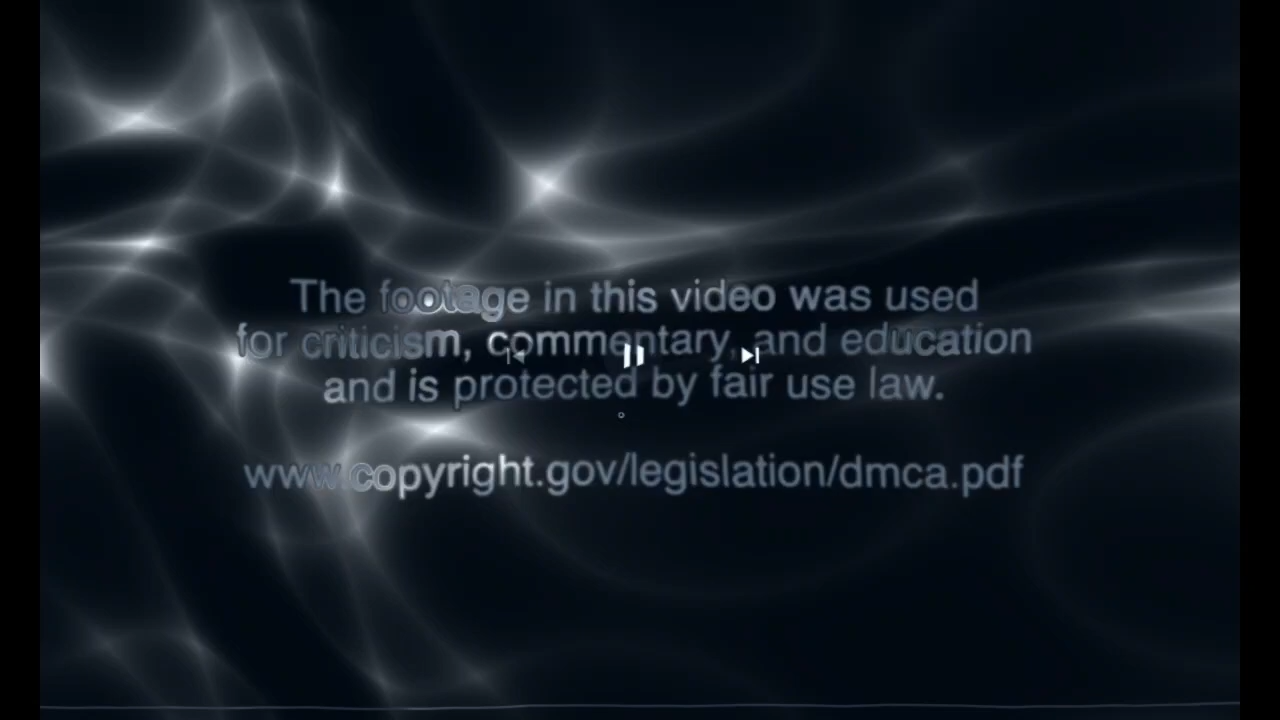 The footage in this video was used
for criticism, commentary, and education
and is protected by fair use law.
www.copyright.gov/legislation/dmca.pdf